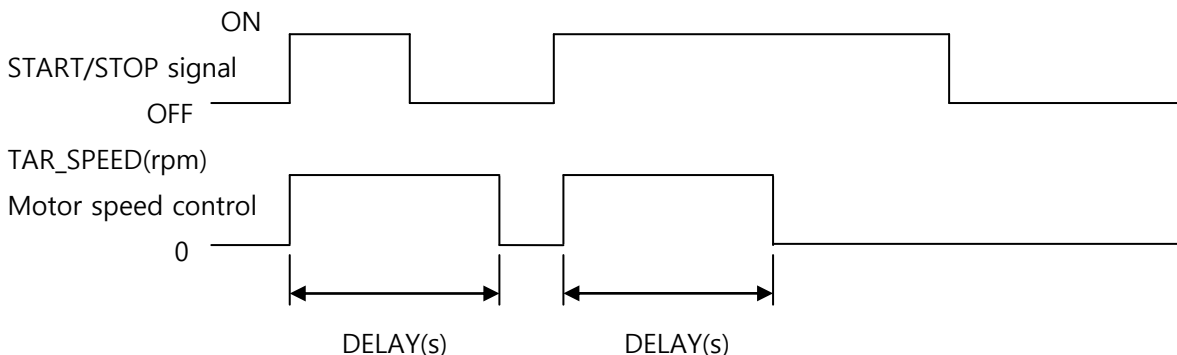 ON
START/STOP signal
OFF
TAR_SPEED(rpm)
Motor speed control
0
DELAY(s) DELAY(s)